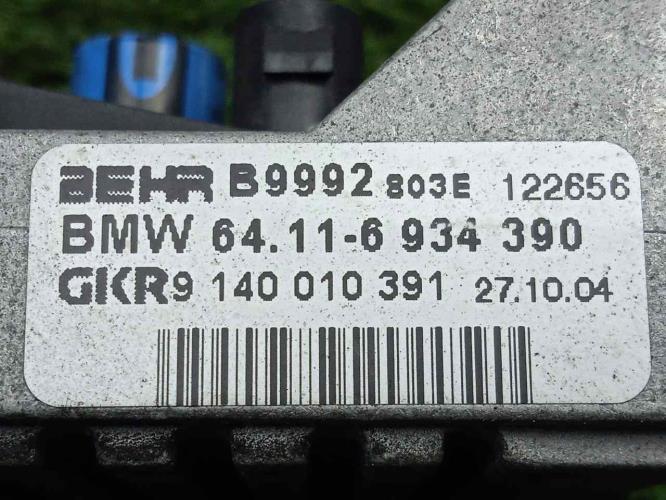 BEHR B9992 803E 122656
BMW 64.11-6 934 390
GKR 9 140 010 391 27.10.04